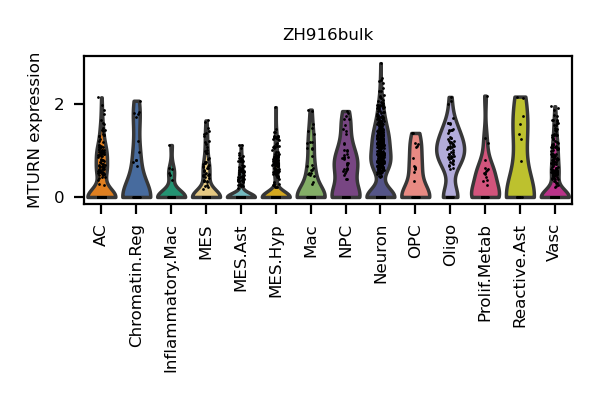 ZH916bulk
MTURN expression
2
0
AC
Chromatin.Reg
Inflammatory.Mac
MES
MES.Ast
MES.Hyp
Mac
NPC
Neuron
OPC
Oligo
Prolif.Metab
Reactive.Ast
Vasc